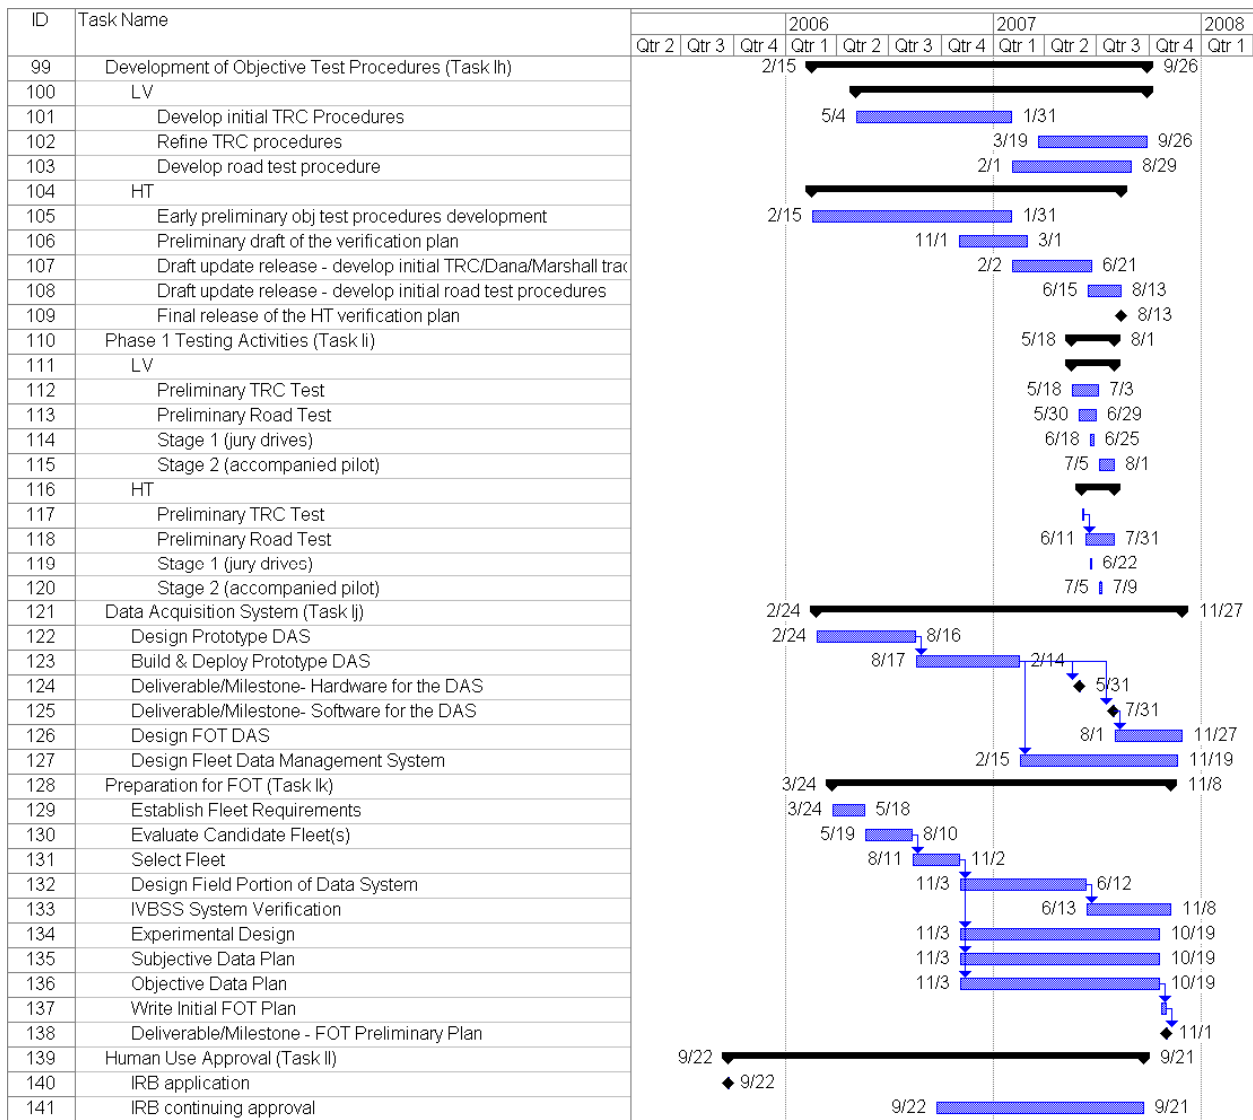 ID Task Name 2006 2007 2008
Qtr 2 Qtr 3 Qtr 4 Qtr 1 Qtr 2 Qtr 3 Qtr 4 Qtr 1 Qtr 2 Qtr 3 Qtr 4 Qtr 1
99 Development of Objective Test Procedures (Task Ih) 2/15 9/26
100 LV
101 Develop initial TRC Procedures 5/4 1/31
102 Refine TRC procedures 3/19 9/26
103 Develop road test procedure 2/1 8/29
104 HT
105 Early preliminary obj test procedures development 2/15 1/31
106 Preliminary draft of the verification plan 11/1 3/1
107 Draft update release - develop initial TRC/Dana/Marshall trac 2/2 6/21
108 Draft update release - develop initial road test procedures 6/15 8/13
109 Final release of the HT verification plan 8/13
110 Phase 1 Testing Activities (Task Ii) 5/18 8/1
111 LV
112 Preliminary TRC Test 5/18 7/3
113 Preliminary Road Test 5/30 6/29
114 Stage 1 (jury drives) 6/18 6/25
115 Stage 2 (accompanied pilot) 7/5 8/1
116 HT
117 Preliminary TRC Test
118 Preliminary Road Test 6/11 7/31
119 Stage 1 (jury drives) 6/22
120 Stage 2 (accompanied pilot) 7/5 7/9
121 Data Acquisition System (Task Ij) 2/24 11/27
122 Design Prototype DAS 2/24 8/16
123 Build & Deploy Prototype DAS 8/17 2/14
124 Deliverable/Milestone- Hardware for the DAS 5/31
125 Deliverable/Milestone- Software for the DAS 7/31
126 Design FOT DAS 8/1 11/27
127 Design Fleet Data Management System 2/15 11/19
128 Preparation for FOT (Task Ik) 3/24 11/8
129 Establish Fleet Requirements 3/24 5/18
130 Evaluate Candidate Fleet(s) 5/19 8/10
131 Select Fleet 8/11 11/2
132 Design Field Portion of Data System 11/3 6/12
133 IVBSS System Verification 6/13 11/8
134 Experimental Design 11/3 10/19
135 Subjective Data Plan 11/3 10/19
136 Objective Data Plan 11/3 10/19
137 Write Initial FOT Plan
138 Deliverable/Milestone - FOT Preliminary Plan 11/1
139 Human Use Approval (Task Il) 9/22 9/21
140 IRB application 9/22
141 IRB continuing approval 9/22 9/21